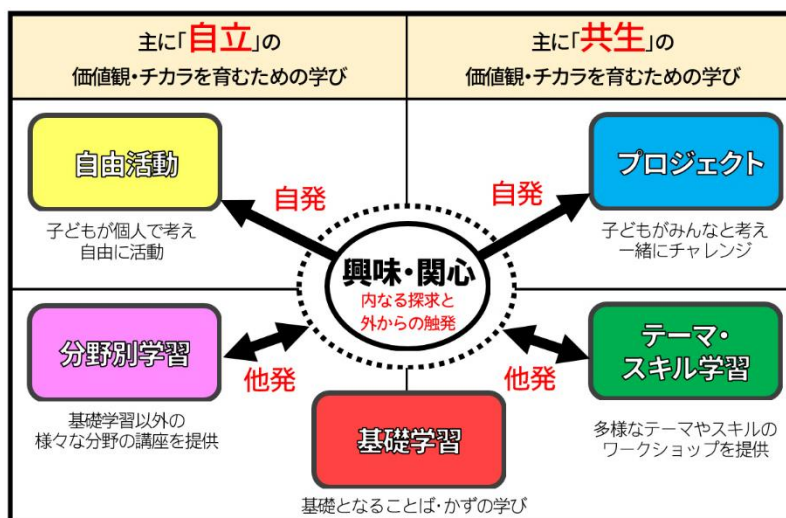 主に「自立」の
価値観・チカラを育むための学び
主に「共生」の
価値観・チカラを育むための学び
自由活動
子どもが個人で考え
自由に活動
自発
自発
プロジェクト
子どもがみんなと考え
一緒にチャレンジ
興味・関心
内なる探求と
外からの触発
分野別学習
基礎学習以外の
様々な分野の講座を提供
他発
他発
テーマ・
スキル学習
多様なテーマやスキルの
ワークショップを提供
基礎学習
基礎となることば・かずの学び